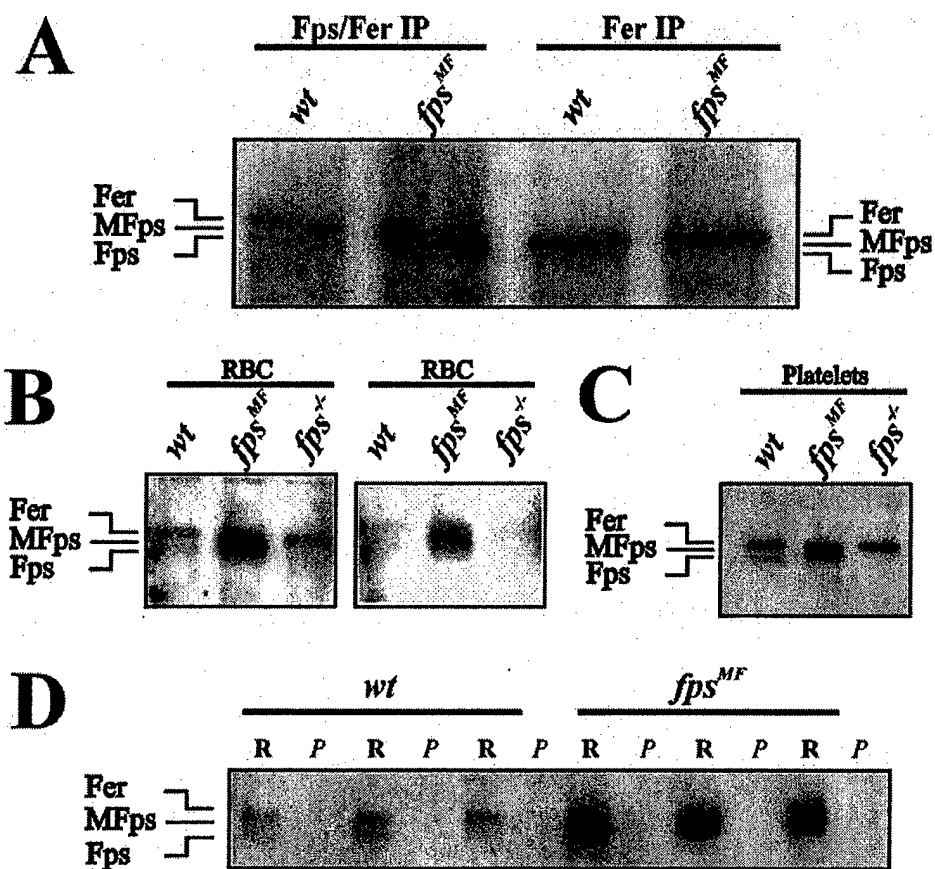 A
Fps/Fer IP Fer IP
wt fps^MF wt fps^MF
Fer Fer
MFps MFps
Fps Fps
B
RBC RBC
wt fps^MF fps^-/- wt fps^MF fps^-/-
Fer
MFps
Fps
C
Platelets
wt fps^MF fps^-/-
Fer
MFps
Fps
D
wt fps^MF
R P R P R P R P R P R P
Fer
MFps
Fps